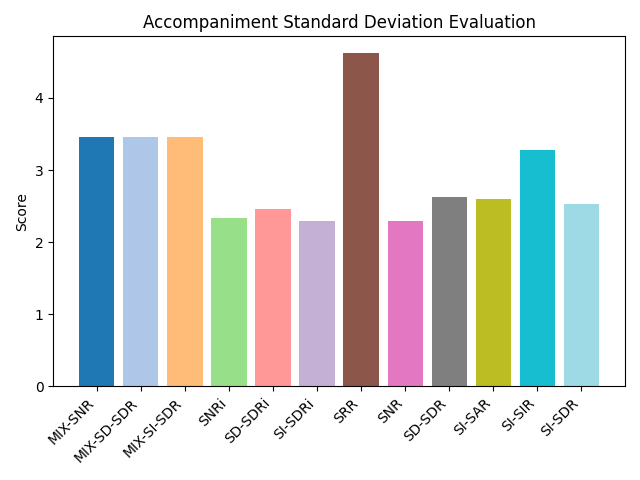 Accompaniment Standard Deviation Evaluation
Score
4
3
2
1
0
MIX-SNR
MIX-SD-SDR
MIX-SI-SDR
SNRi
SD-SDRi
SI-SDRi
SRR
SNR
SD-SDR
SI-SAR
SI-SIR
SI-SDR